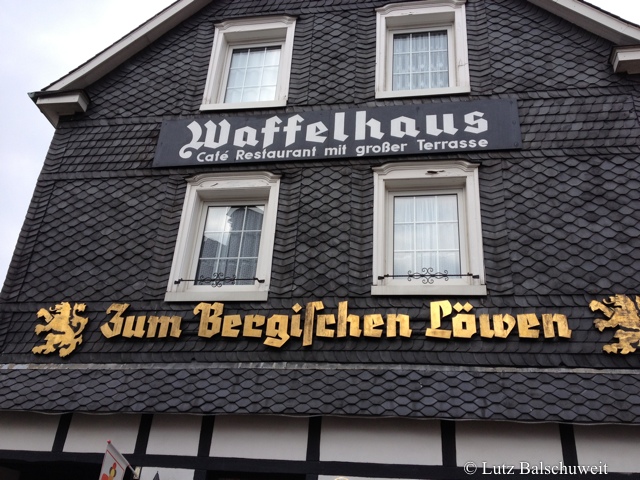 Waffelhaus
Café Restaurant mit großer Terrasse
Zum Bergiſchen Löwen
© Lutz Balschuweit